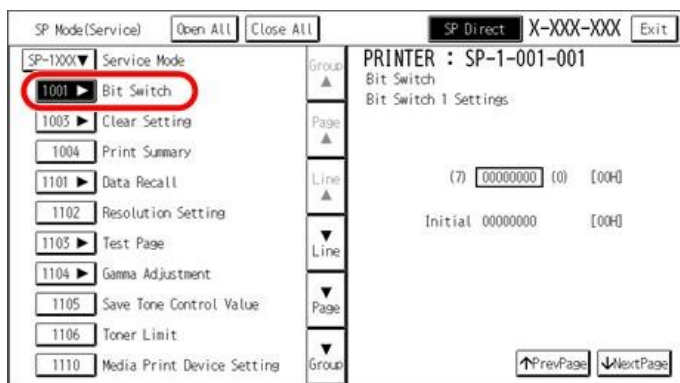 SP Mode(Service) Open All Close All SP Direct X-XXX-XXX Exit
SP-1XXX▼ Service Mode
1001 ▶ Bit Switch
1003 ▶ Clear Setting
1004 Print Summary
1101 ▶ Data Recall
1102 Resolution Setting
1103 ▶ Test Page
1104 ▶ Gamma Adjustment
1105 Save Tone Control Value
1106 Toner Limit
1110 Media Print Device Setting
Group ▲
Page ▲
Line ▲
▼ Line
▼ Page
▼ Group
PRINTER : SP-1-001-001
Bit Switch
Bit Switch 1 Settings
(7) 00000000 (0) [00H]
Initial 00000000 [00H]
↑PrevPage ↓NextPage